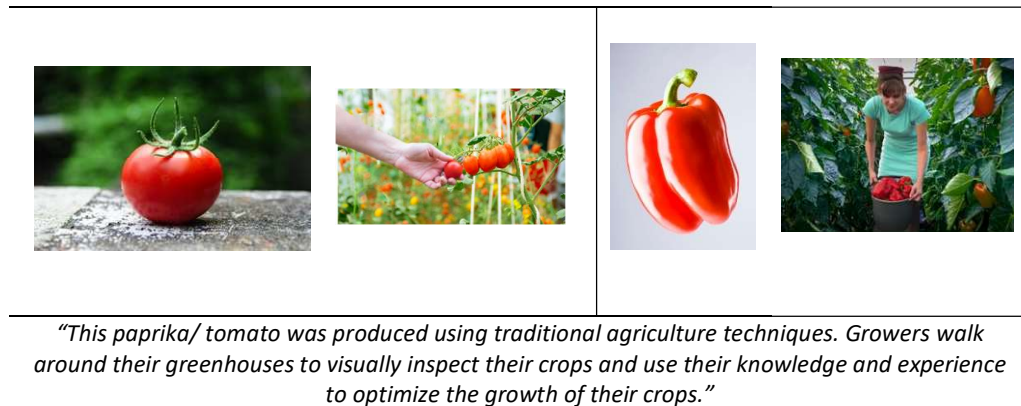 “This paprika/ tomato was produced using traditional agriculture techniques. Growers walk
around their greenhouses to visually inspect their crops and use their knowledge and experience
to optimize the growth of their crops.”